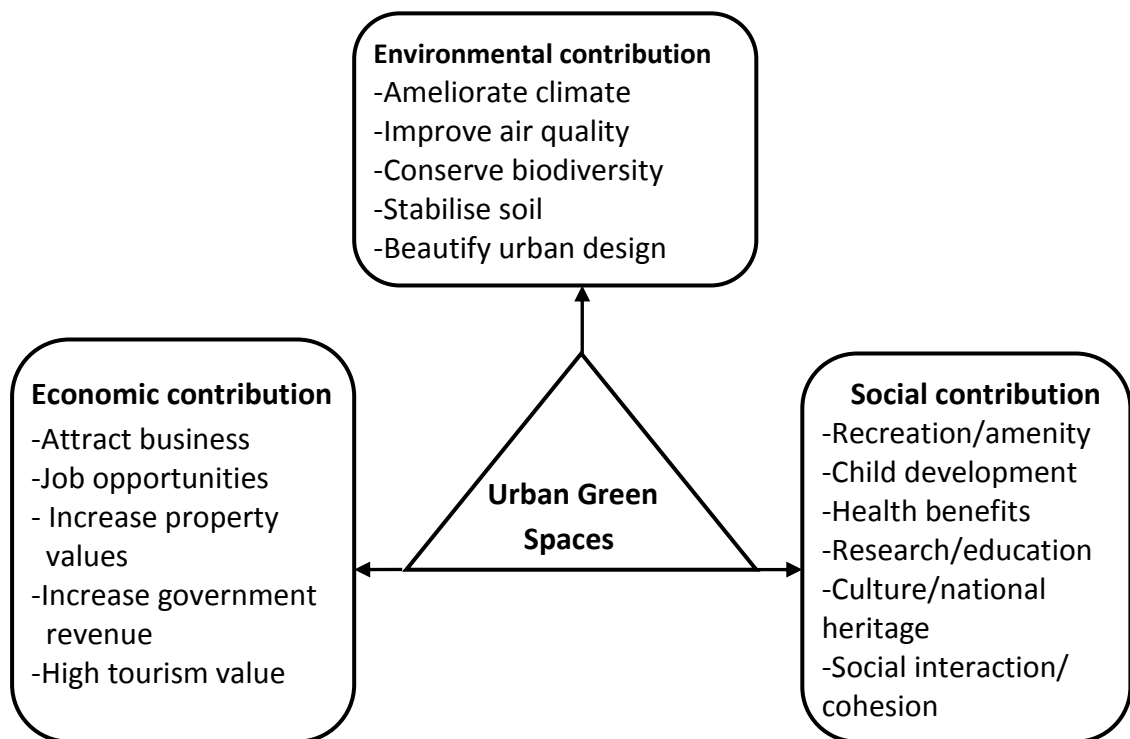 Environmental contribution
-Ameliorate climate
-Improve air quality
-Conserve biodiversity
-Stabilise soil
-Beautify urban design
Economic contribution
-Attract business
-Job opportunities
- Increase property
values
-Increase government
revenue
-High tourism value
Urban Green
Spaces
Social contribution
-Recreation/amenity
-Child development
-Health benefits
-Research/education
-Culture/national
heritage
-Social interaction/
cohesion